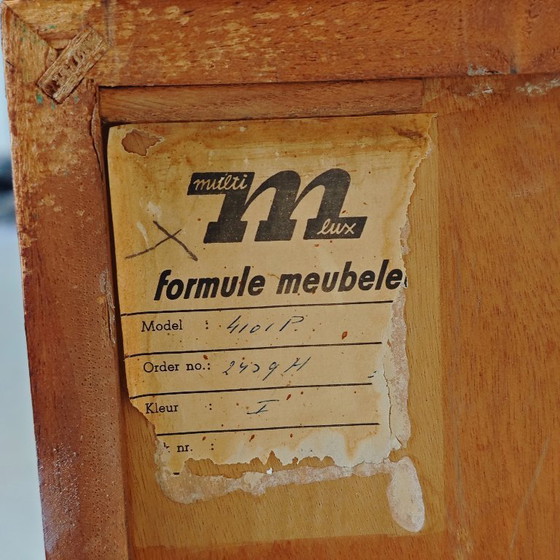 multi
m
lux
formule meubele
Model : 4101 P.
Order no.: 2439 H
Kleur : I
nr. :